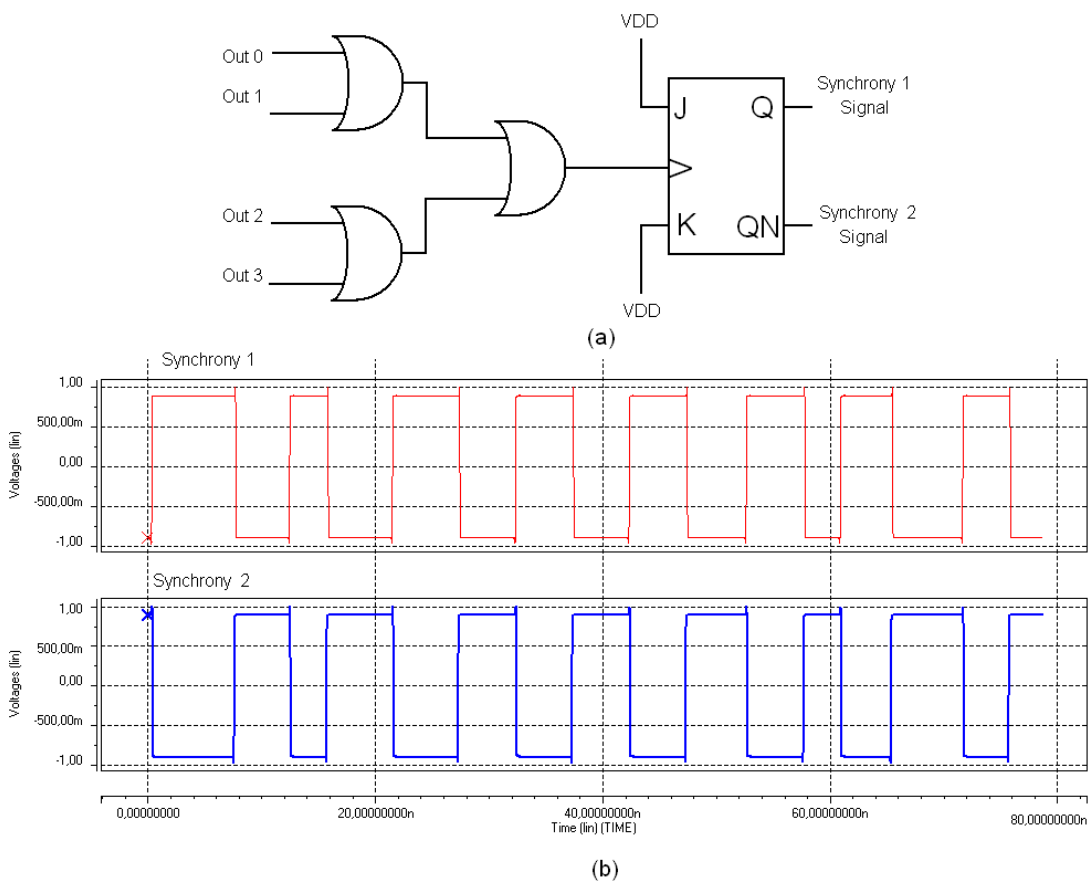 VDD
Out 0
Out 1
Out 2
Out 3
J
Q
K
QN
Synchrony 1
Signal
Synchrony 2
Signal
VDD
(a)
Synchrony 1
Voltages (lin)
1,00
500,00m
0,00
-500,00m
-1,00
Synchrony 2
Voltages (lin)
1,00
500,00m
0,00
-500,00m
-1,00
0,00000000
20,00000000n
40,00000000n
60,00000000n
80,00000000n
Time (lin) (TIME)
(b)